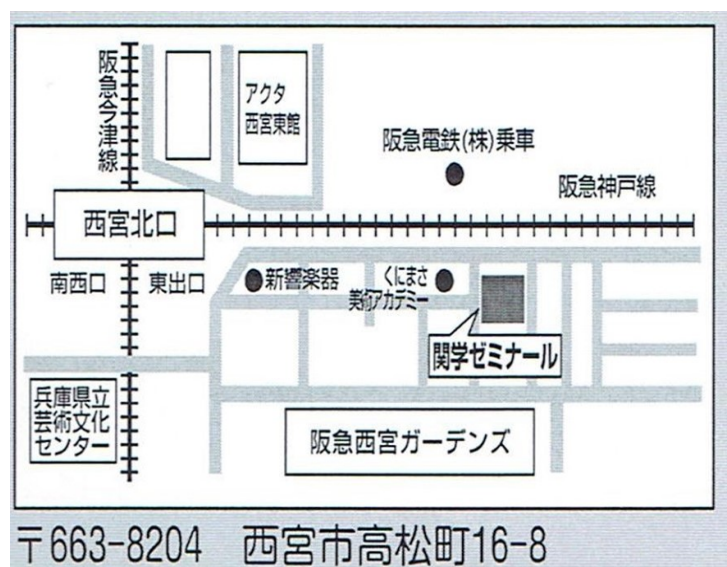 阪急今津線
アクタ
西宮東館
阪急電鉄(株)乗車
阪急神戸線
西宮北口
南西口
東出口
新響楽器
くにまさ
美術アカデミー
関学ゼミナール
兵庫県立
芸術文化
センター
阪急西宮ガーデンズ
〒663-8204 西宮市高松町16-8